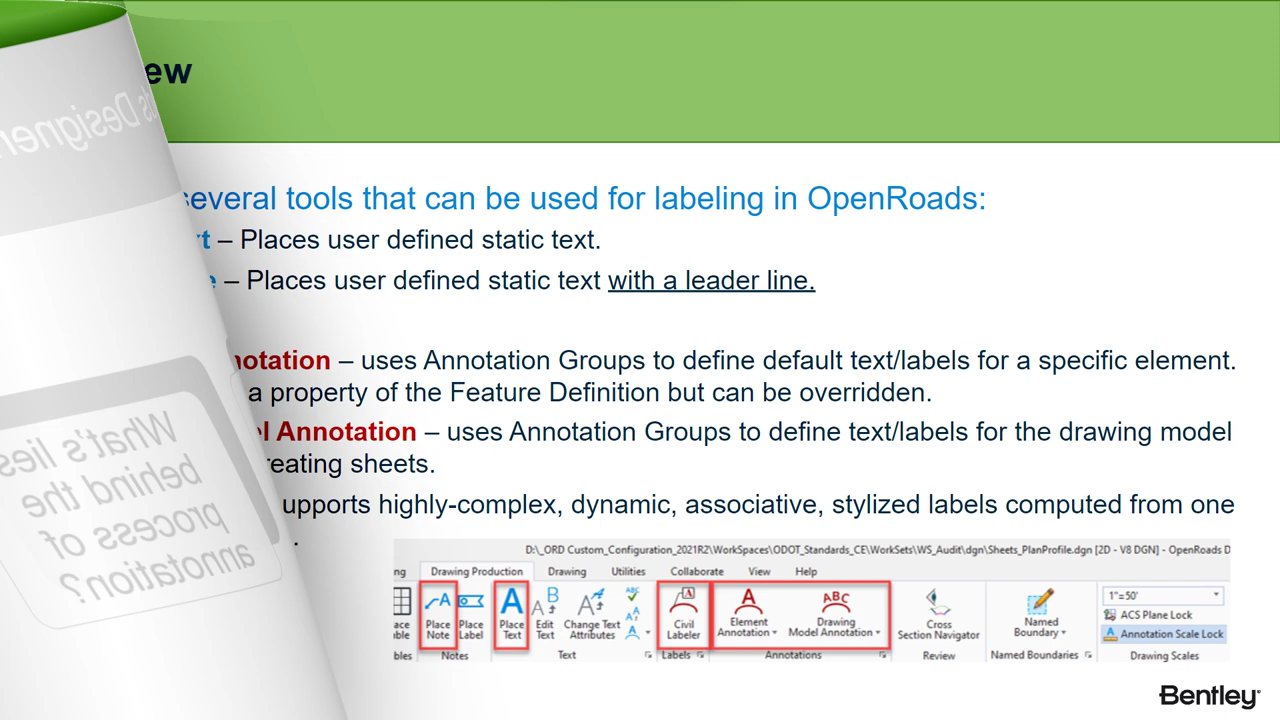 ew
several tools that can be used for labeling in OpenRoads:
t – Places user defined static text.
e – Places user defined static text with a leader line.
notation – uses Annotation Groups to define default text/labels for a specific element.
a property of the Feature Definition but can be overridden.
l Annotation – uses Annotation Groups to define text/labels for the drawing model
reating sheets.
upports highly-complex, dynamic, associative, stylized labels computed from one
.
s Designer
What's lies
behind the
process of
annotation?
D:\_ORD Custom_Configuration_2021R2\WorkSpaces\ODOT_Standards_CE\WorkSets\WS_Audit\dgn\Sheets_PlanProfile.dgn [2D - V8 DGN] - OpenRoads D
ng Drawing Production Drawing Utilities Collaborate View Help
ace
ble
Place
Note
Place
Label
Place
Text
Edit
Text
Change Text
Attributes
Civil
Labeler
Element
Annotation
Drawing
Model Annotation
Cross
Section Navigator
Named
Boundary
1"=50'
ACS Plane Lock
Annotation Scale Lock
bles Notes Text Labels Annotations Review Named Boundaries Drawing Scales
Bentley